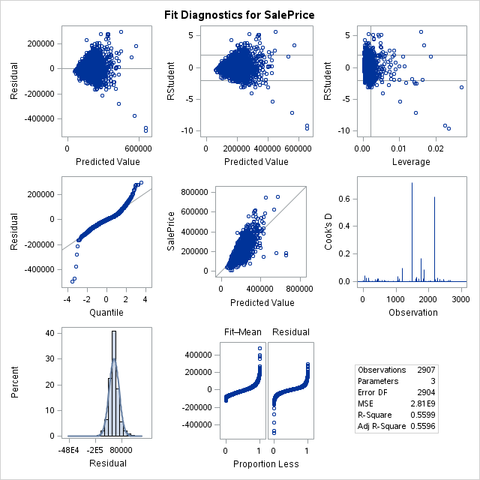 Fit Diagnostics for SalePrice
Residual
200000
0
-200000
-400000
0
600000
Predicted Value
RStudent
5
0
-5
-10
0
200000
400000
600000
Predicted Value
RStudent
5
0
-5
-10
0.00
0.01
0.02
Leverage
Residual
200000
0
-200000
-400000
-4
-2
0
2
4
Quantile
SalePrice
800000
600000
400000
200000
0
0
400000
800000
Predicted Value
Cook's D
0.6
0.4
0.2
0.0
0
1000
2000
3000
Observation
Percent
40
30
20
10
0
-48E4
-2E5
80000
Residual
Fit–Mean
Residual
400000
200000
0
-200000
-400000
0
1
0
1
Proportion Less
Observations 2907
Parameters 3
Error DF 2904
MSE 2.81E9
R-Square 0.5599
Adj R-Square 0.5596